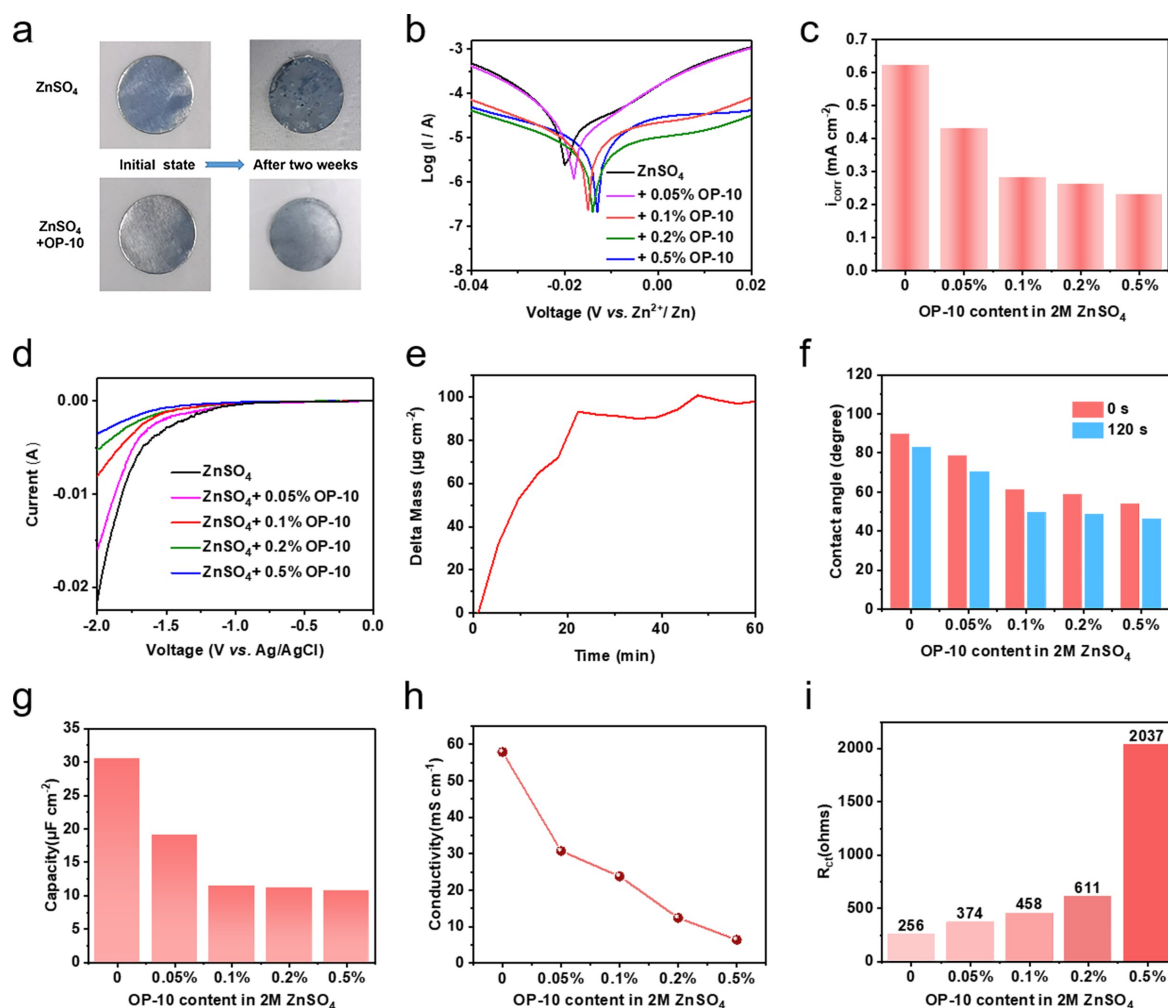 a
ZnSO₄
Initial state
After two weeks
ZnSO₄
+OP-10
b
-3
-4
-5
-6
-7
-8
Log (I / A)
ZnSO₄
+ 0.05% OP-10
+ 0.1% OP-10
+ 0.2% OP-10
+ 0.5% OP-10
-0.04
-0.02
0.00
0.02
Voltage (V vs. Zn²⁺/ Zn)
c
0.6
0.5
0.4
0.3
0.2
0.1
0.0
i_corr (mA cm⁻²)
0
0.05%
0.1%
0.2%
0.5%
OP-10 content in 2M ZnSO₄
d
0.00
-0.01
-0.02
Current (A)
ZnSO₄
ZnSO₄+ 0.05% OP-10
ZnSO₄+ 0.1% OP-10
ZnSO₄+ 0.2% OP-10
ZnSO₄+ 0.5% OP-10
-2.0
-1.5
-1.0
-0.5
0.0
Voltage (V vs. Ag/AgCl)
e
100
80
60
40
20
0
Delta Mass (μg cm⁻²)
0
20
40
60
Time (min)
f
120
100
80
60
40
20
0
Contact angle (degree)
0 s
120 s
0
0.05%
0.1%
0.2%
0.5%
OP-10 content in 2M ZnSO₄
g
35
30
25
20
15
10
5
0
Capacity(μF cm⁻²)
0
0.05%
0.1%
0.2%
0.5%
OP-10 content in 2M ZnSO₄
h
60
50
40
30
20
10
0
Conductivity(mS cm⁻¹)
0
0.05%
0.1%
0.2%
0.5%
OP-10 content in 2M ZnSO₄
i
2000
1500
1000
500
0
R_ct(ohms)
256
374
458
611
2037
0
0.05%
0.1%
0.2%
0.5%
OP-10 content in 2M ZnSO₄